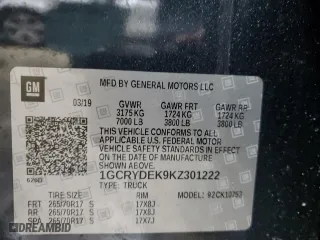 GM
MFD BY GENERAL MOTORS LLC
03/19 GVWR GAWR FRT GAWR RR
3175 KG 1724 KG 1724 KG
7000 LB 3800 LB 3800 LB
THIS VEHICLE CONFORMS TO ALL
APPLICABLE U.S. FEDERAL MOTOR
VEHICLE SAFETY STANDARDS IN
EFFECT ON THE DATE OF
MANUFACTURE SHOWN ABOVE.
1GCRYDEK9KZ301222
TYPE: TRUCK MODEL:
TIRE SIZE RIM
FRT 265/70R17 S 17X8J
RR 265/70R17 S 17X8J
SPA 265/70R17 S 17X8J